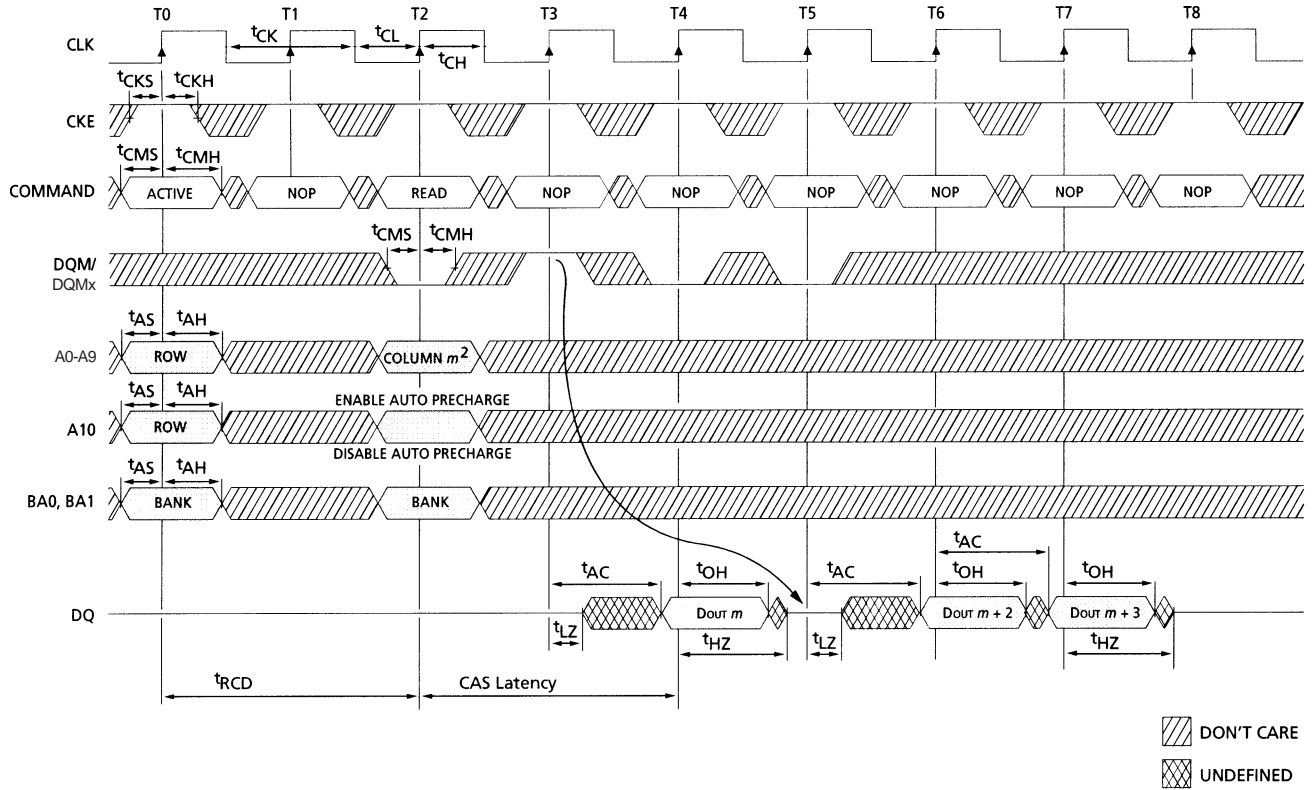 T0 T1 T2 T3 T4 T5 T6 T7 T8
CLK
tCK tCL
tCH
tCKS tCKH
CKE
tCMS tCMH
COMMAND ACTIVE NOP READ NOP NOP NOP NOP NOP NOP
tCMS tCMH
DQM/
DQMx
tAS tAH
A0-A9 ROW COLUMN m2
tAS tAH
ENABLE AUTO PRECHARGE
A10 ROW
DISABLE AUTO PRECHARGE
tAS tAH
BA0, BA1 BANK BANK
tAC
tAC tOH tAC tOH tOH
DQ DOUT m DOUT m + 2 DOUT m + 3
tLZ tHZ tLZ tHZ
tRCD CAS Latency
DON'T CARE
UNDEFINED